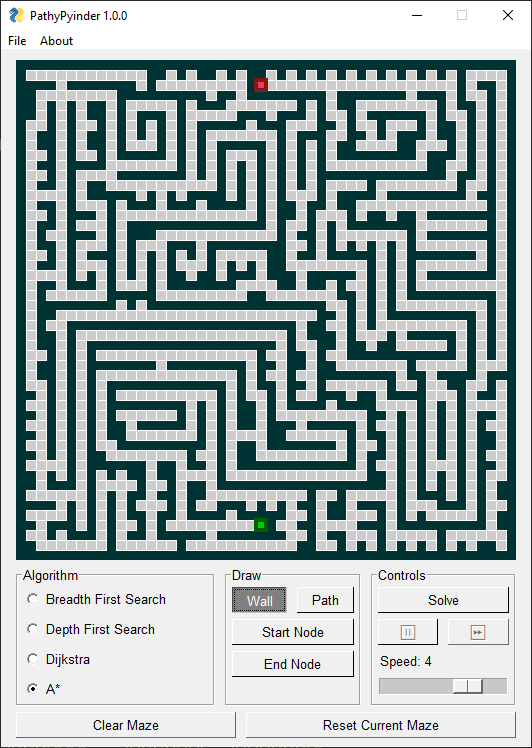 PathyPyinder 1.0.0
File About
Algorithm
Breadth First Search
Depth First Search
Dijkstra
A*
Draw
Wall Path
Start Node
End Node
Controls
Solve
Speed: 4
Clear Maze Reset Current Maze